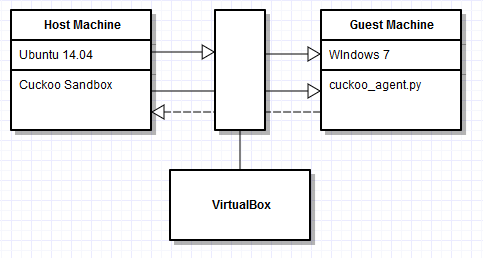 Host Machine
Ubuntu 14.04
Cuckoo Sandbox
Guest Machine
WIndows 7
cuckoo_agent.py
VirtualBox